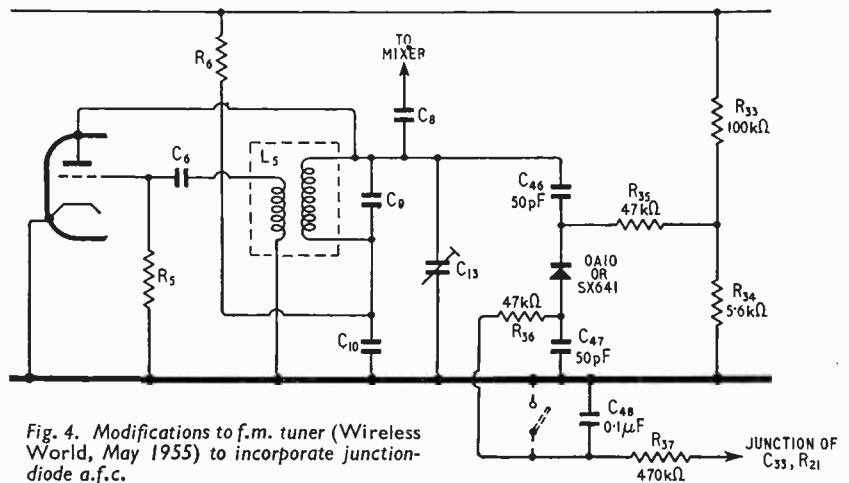 R6
TO
MIXER
C8
R33
100kΩ
C6
L5
C9
C46
50pF
R35
47kΩ
R5
C13
OA10
OR
SX641
47kΩ
R36
R34
5·6kΩ
C10
C47
50pF
C48
0·1μF
R37
470kΩ
JUNCTION OF
C33, R21
Fig. 4. Modifications to f.m. tuner (Wireless
World, May 1955) to incorporate junction-
diode a.f.c.